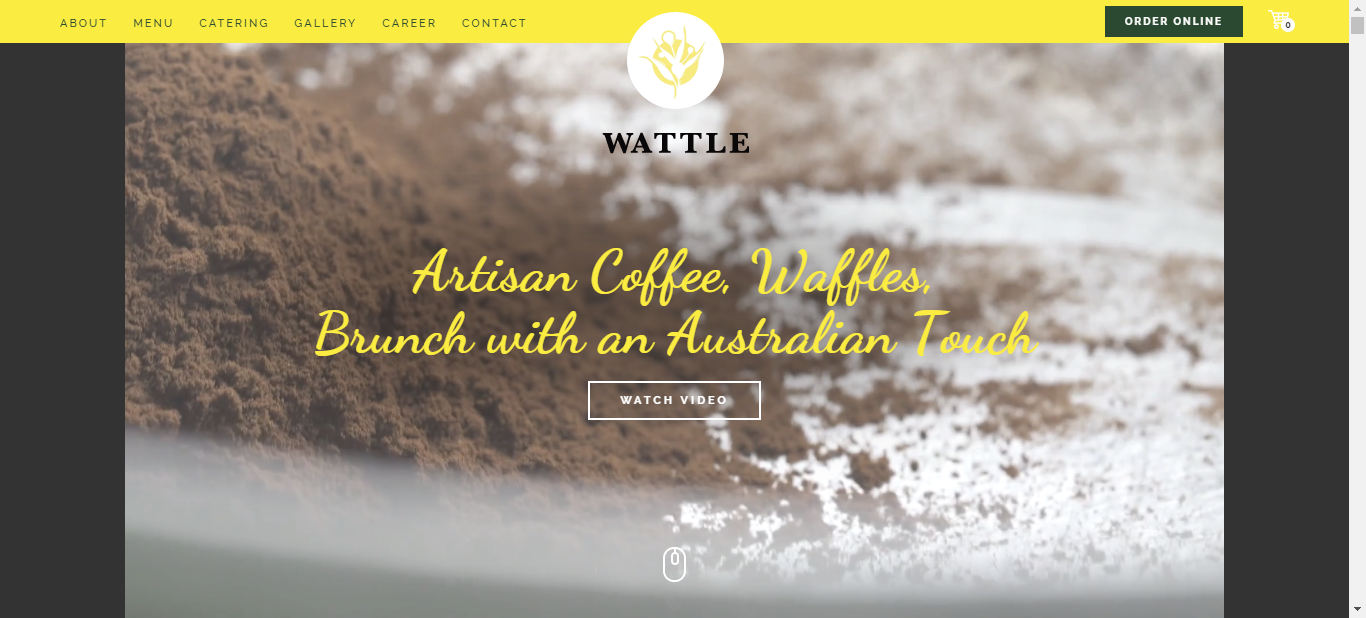 ABOUT MENU CATERING GALLERY CAREER CONTACT ORDER ONLINE 0
WATTLE
Artisan Coffee, Waffles,
Brunch with an Australian Touch
WATCH VIDEO